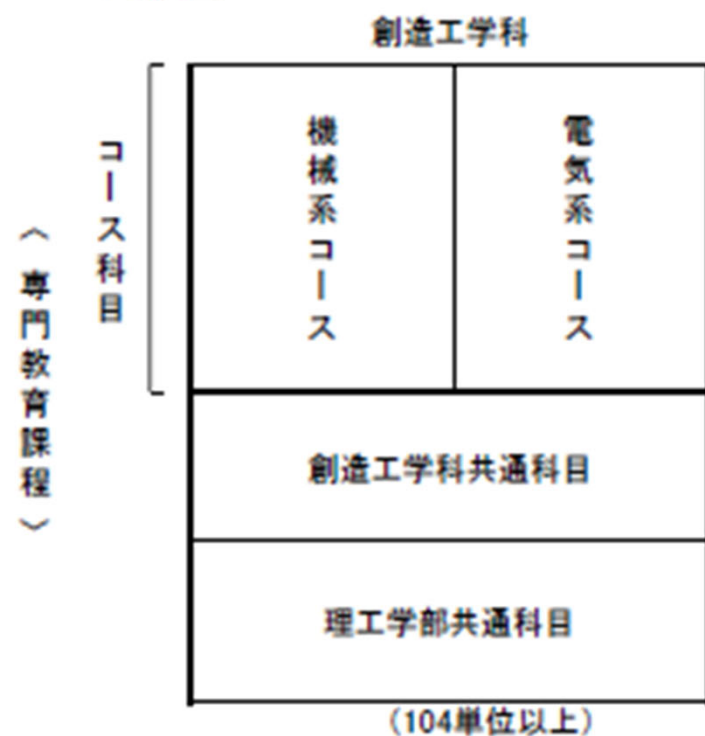 創造工学科
〈専門教育課程〉
コース科目
機械系コース
電気系コース
創造工学科共通科目
理工学部共通科目
(104単位以上)